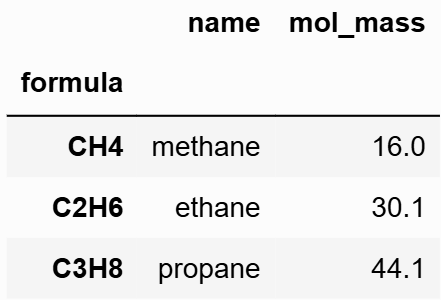 name mol_mass
formula
CH4 methane 16.0
C2H6 ethane 30.1
C3H8 propane 44.1